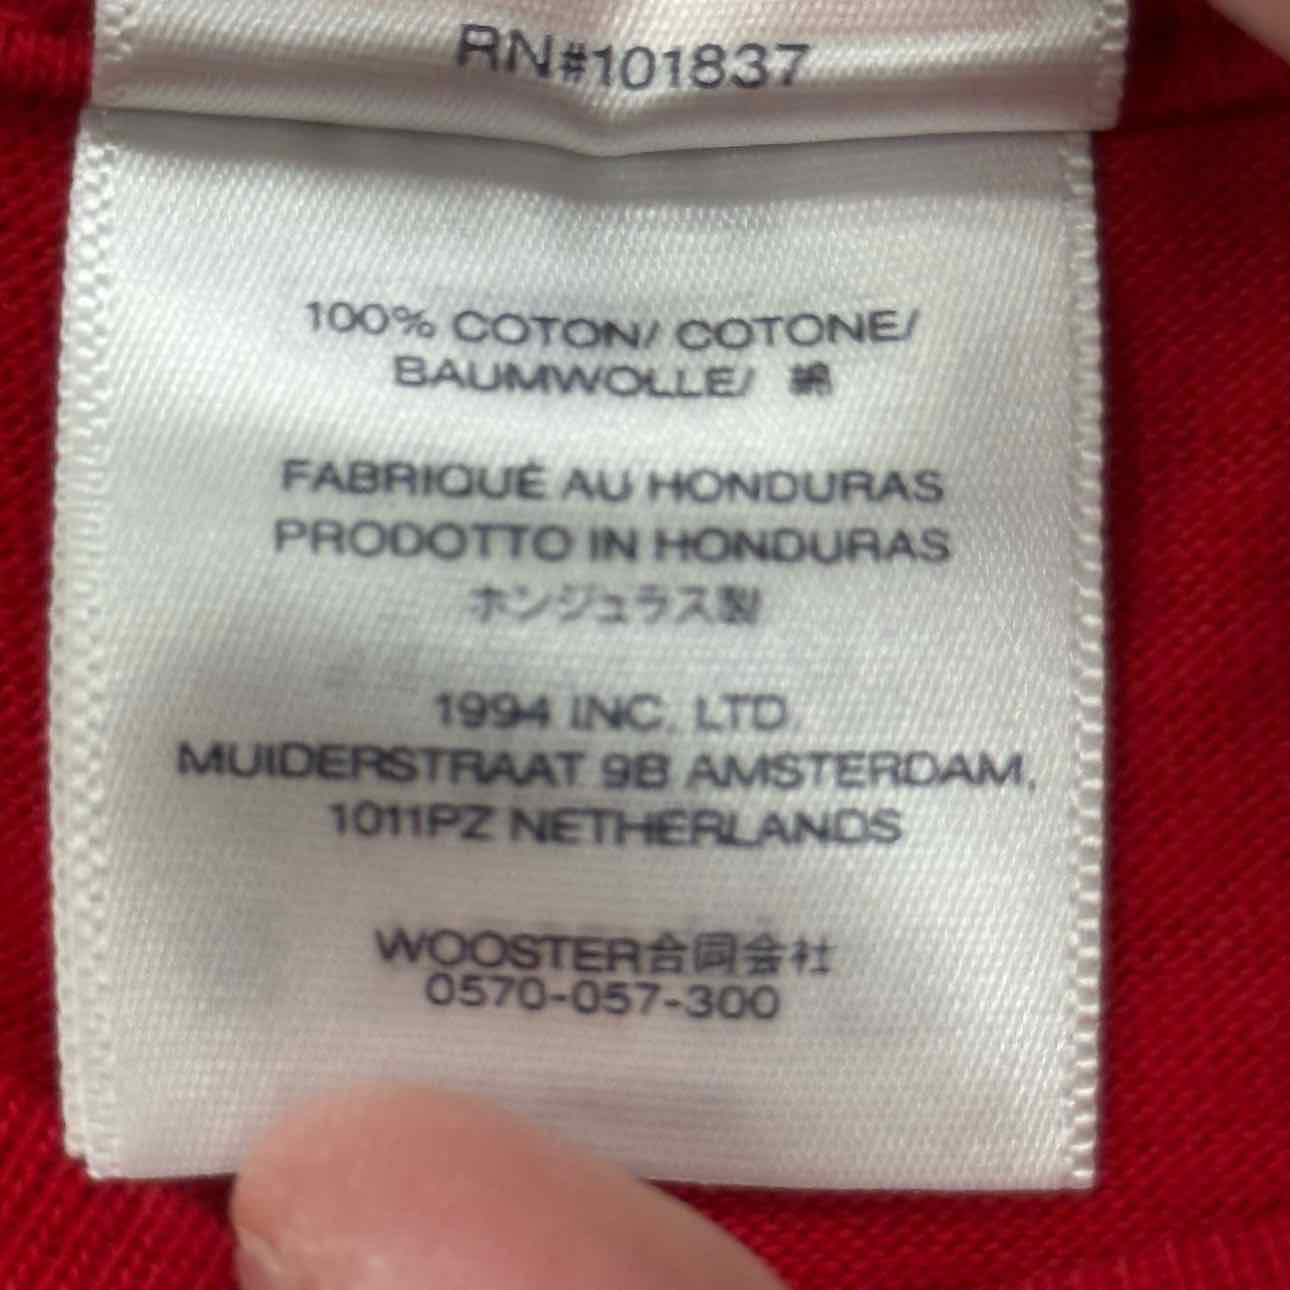 RN#101837
100% COTON/ COTONE/
BAUMWOLLE/ 綿
FABRIQUÉ AU HONDURAS
PRODOTTO IN HONDURAS
ホンジュラス製
1994 INC. LTD.
MUIDERSTRAAT 9B AMSTERDAM,
1011PZ NETHERLANDS
WOOSTER合同会社
0570-057-300